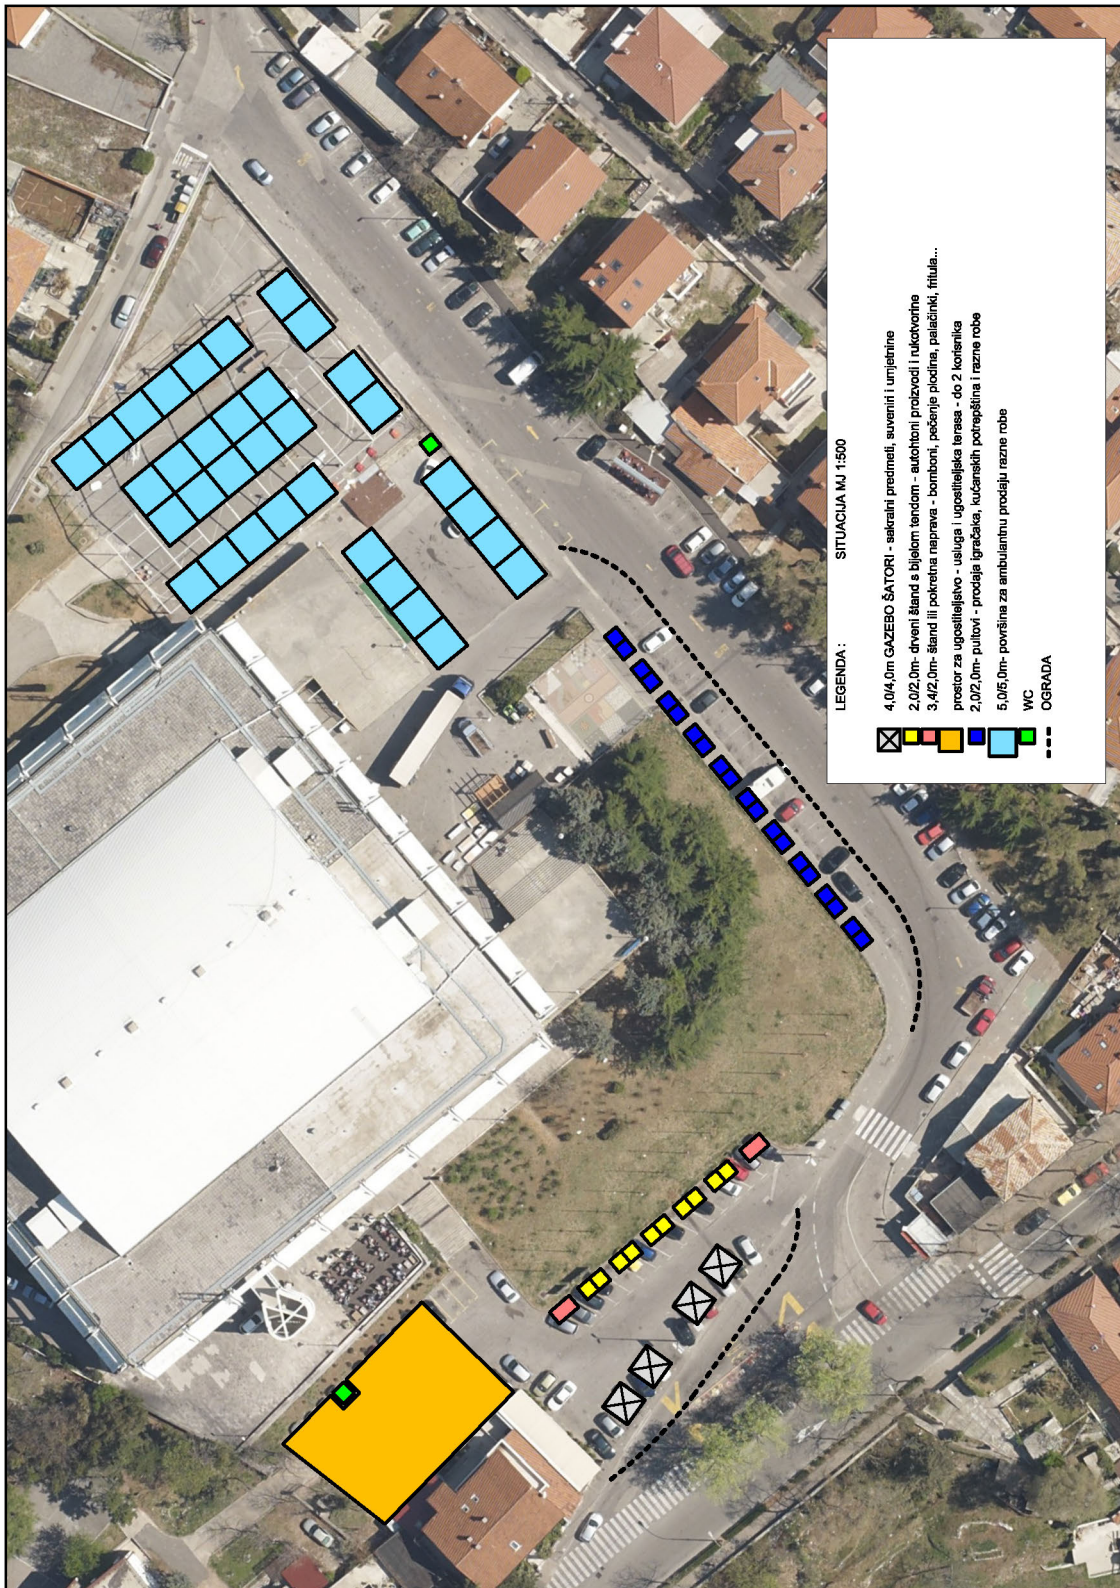 LEGENDA : SITUACIJA MJ 1:500
4,0/4,0m GAZEBO ŠATORI - sakralni predmeti, suveniri i umjetnine
2,0/2,0m- drveni štand s bijelom tendom - autohtoni proizvodi i rukotvorine
3,4/2,0m- štand ili pokretna naprava - bomboni, pečenje plodina, palačinki, fritula...
prostor za ugostiteljstvo - usluga i ugostiteljska terasa - do 2 korisnika
2,0/2,0m- pultovi - prodaja igračaka, kućanskih potrepština i razne robe
5,0/5,0m- površina za ambulantnu prodaju razne robe
WC
OGRADA